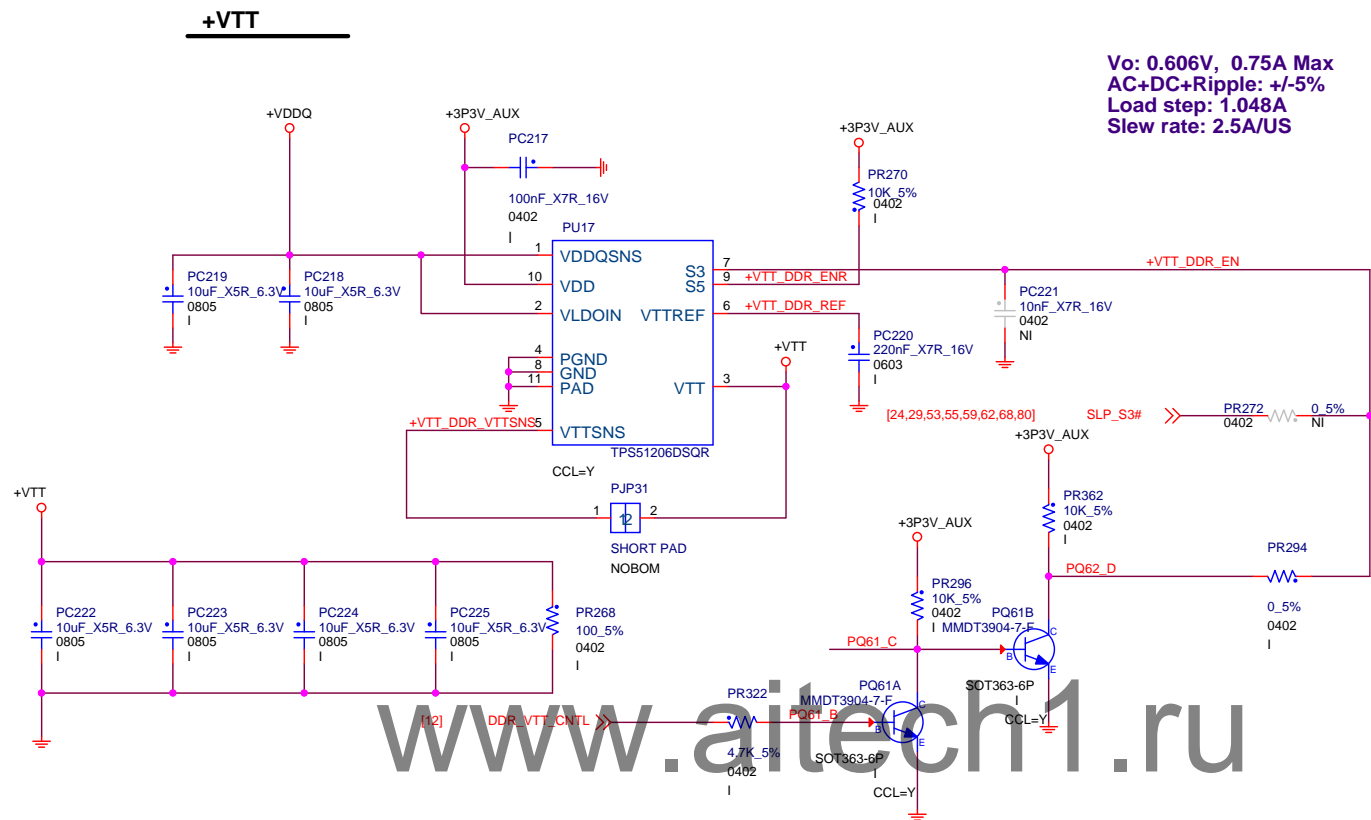 +VTT
Vo: 0.606V, 0.75A Max
AC+DC+Ripple: +/-5%
Load step: 1.048A
Slew rate: 2.5A/US
+VDDQ
+3P3V_AUX
PC217
100nF_X7R_16V
0402
I
+3P3V_AUX
PR270
10K_5%
0402
I
PU17
1 VDDQSNS
10 VDD
2 VLDOIN
4 PGND
8 GND
11 PAD
5 VTTSNS
S3 7
S5 9
VTTREF 6
VTT 3
TPS51206DSQR
CCL=Y
+VTT_DDR_EN
+VTT_DDR_ENR
+VTT_DDR_REF
+VTT_DDR_VTTSNS
PC219
10uF_X5R_6.3V
0805
I
PC218
10uF_X5R_6.3V
0805
I
PC221
10nF_X7R_16V
0402
NI
PC220
220nF_X7R_16V
0603
I
+VTT
[24,29,53,55,59,62,68,80]
SLP_S3#
PR272
0402
0_5%
NI
PJP31
1 12 2
SHORT PAD
NOBOM
+3P3V_AUX
PR362
10K_5%
0402
I
PQ62_D
PR294
0_5%
0402
I
+3P3V_AUX
PR296
10K_5%
0402
I
PQ61B
MMDT3904-7-F
C
B
E
SOT363-6P
I
CCL=Y
PQ61_C
PQ61A
MMDT3904-7-F
C
B
E
SOT363-6P
I
CCL=Y
PQ61_B
PR322
4.7K_5%
0402
I
[12]
DDR_VTT_CNTL
+VTT
PC222
10uF_X5R_6.3V
0805
I
PC223
10uF_X5R_6.3V
0805
I
PC224
10uF_X5R_6.3V
0805
I
PC225
10uF_X5R_6.3V
0805
I
PR268
100_5%
0402
I
www.aitech1.ru